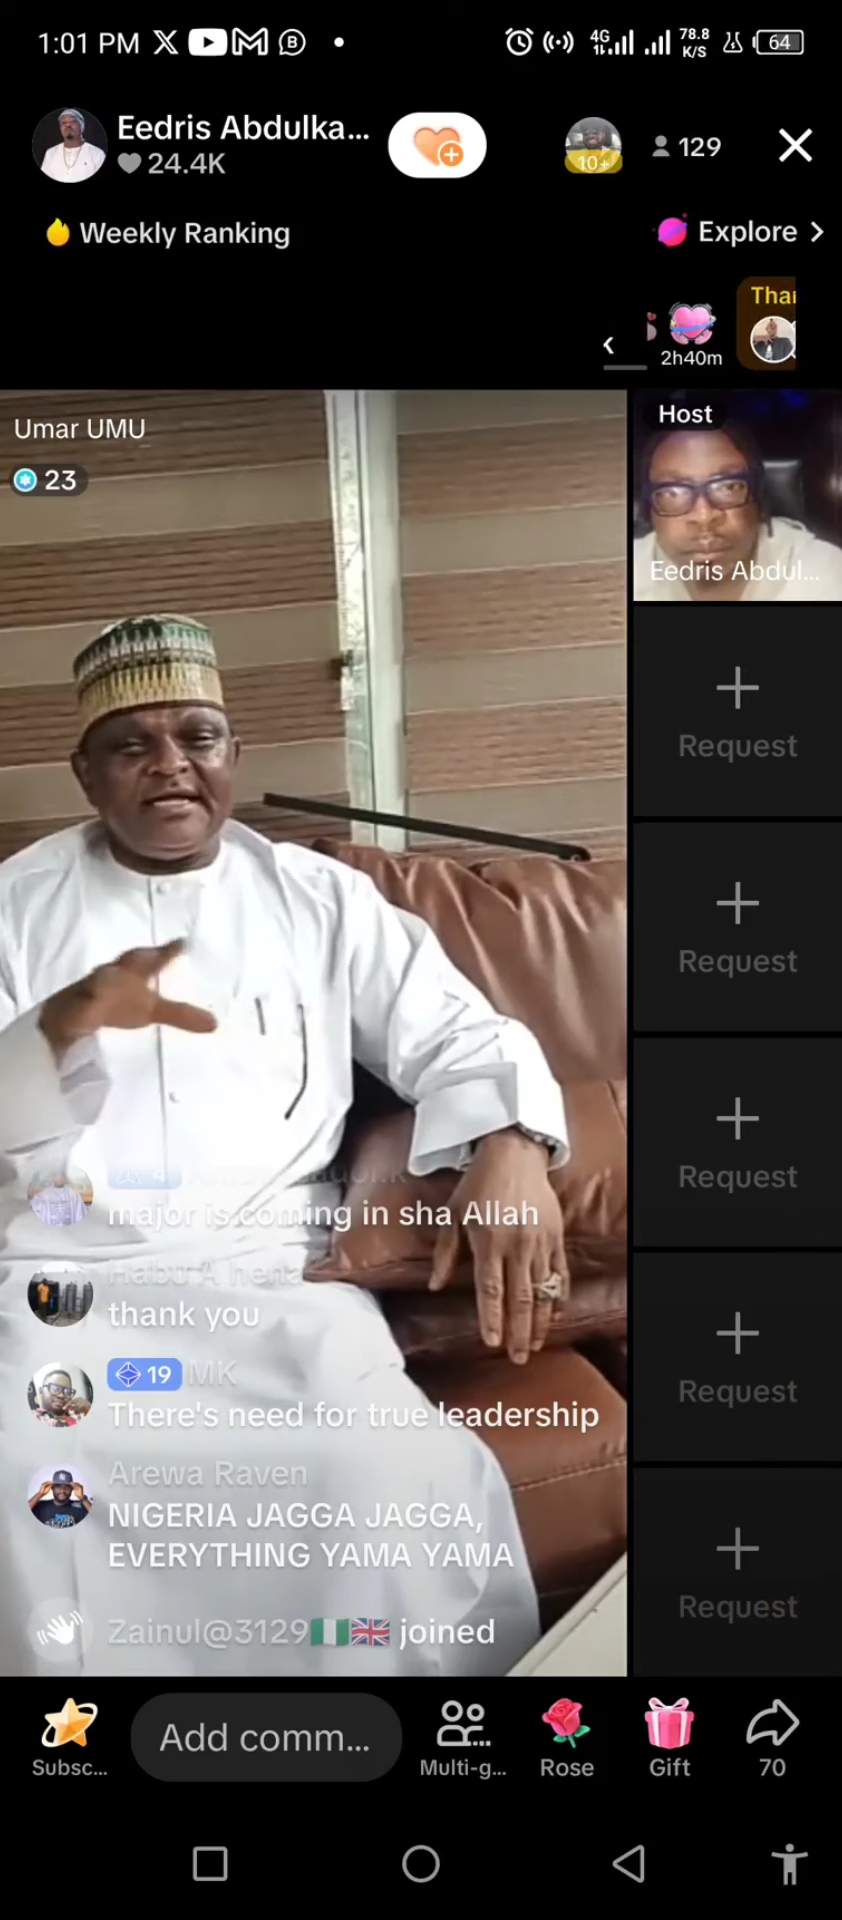 1:01 PM
4G
78.8
K/S
64
Eedris Abdulka...
24.4K
10+
129
Weekly Ranking
Explore
2h40m
Umar UMU
23
Host
Eedris Abdul...
Request
Request
Request
Request
Request
major is coming in sha Allah
Habu A hena
thank you
19 MK
There's need for true leadership
Arewa Raven
NIGERIA JAGGA JAGGA,
EVERYTHING YAMA YAMA
Zainul@3129🇳🇬🇬🇧 joined
Subsc...
Add comm...
Multi-g...
Rose
Gift
70